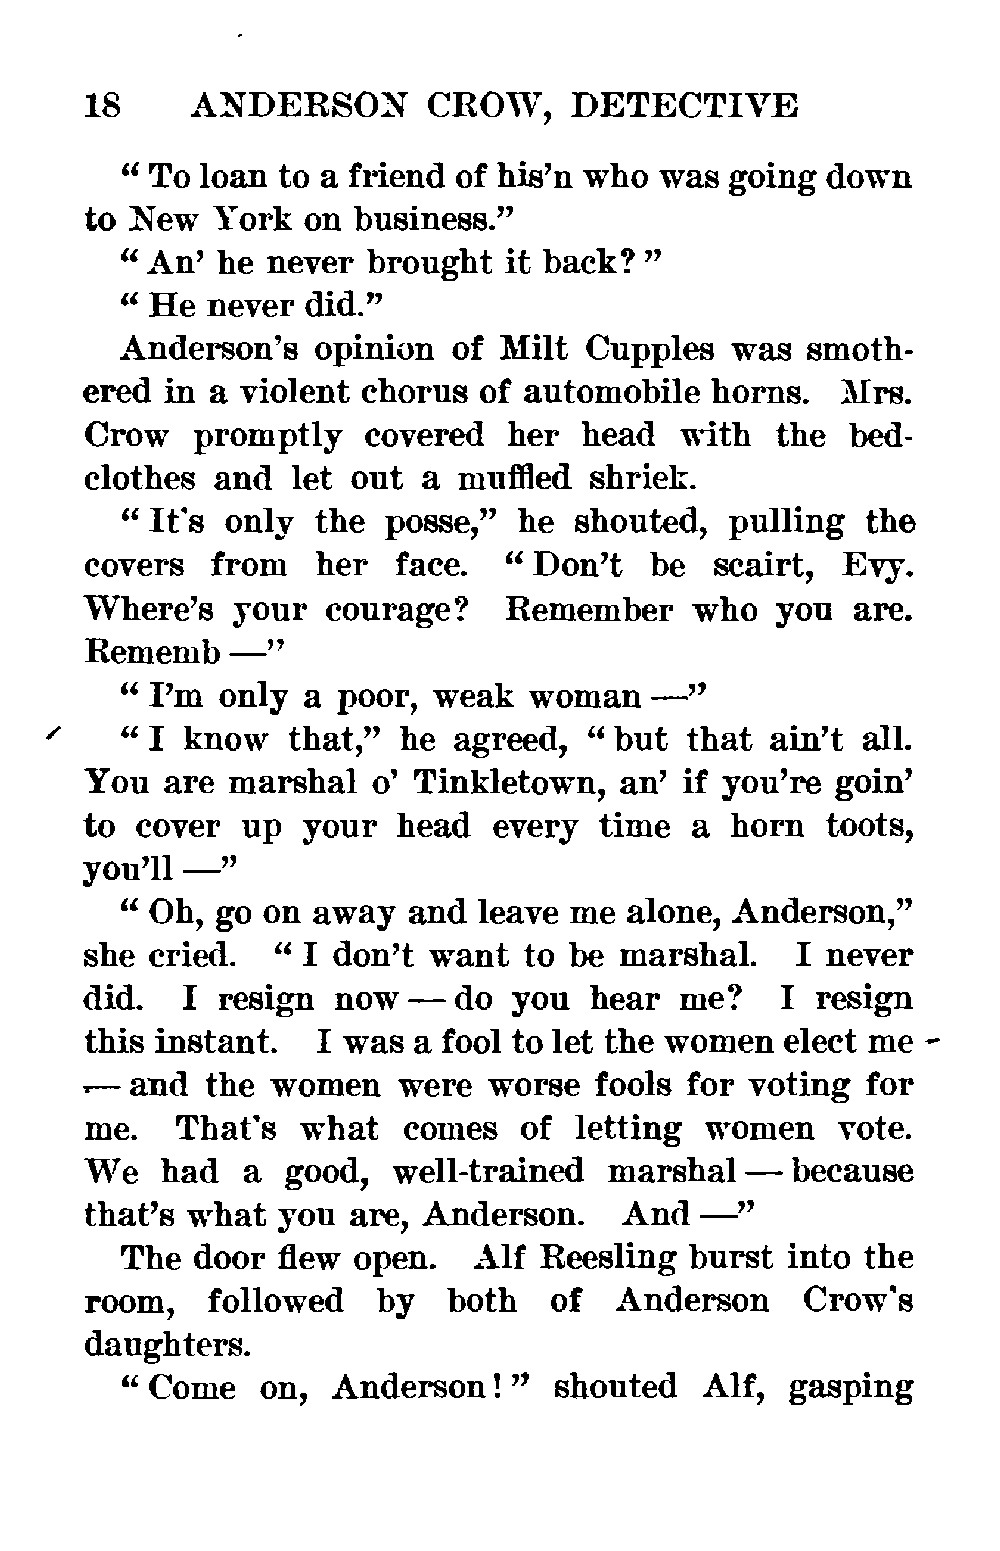 18 ANDERSON CROW, DETECTIVE
“ To loan to a friend of his’n who was going down
to New York on business.”
“ An’ he never brought it back? ”
“ He never did.”
Anderson’s opinion of Milt Cupples was smoth-
ered in a violent chorus of automobile horns. Mrs.
Crow promptly covered her head with the bed-
clothes and let out a muffled shriek.
“ It's only the posse,” he shouted, pulling the
covers from her face. “ Don’t be scairt, Evy.
Where’s your courage? Remember who you are.
Rememb —”
“ I’m only a poor, weak woman —”
“ I know that,” he agreed, “ but that ain’t all.
You are marshal o’ Tinkletown, an’ if you’re goin’
to cover up your head every time a horn toots,
you’ll —”
“ Oh, go on away and leave me alone, Anderson,”
she cried. “ I don’t want to be marshal. I never
did. I resign now — do you hear me? I resign
this instant. I was a fool to let the women elect me -
— and the women were worse fools for voting for
me. That's what comes of letting women vote.
We had a good, well-trained marshal — because
that’s what you are, Anderson. And —”
The door flew open. Alf Reesling burst into the
room, followed by both of Anderson Crow's
daughters.
“ Come on, Anderson! ” shouted Alf, gasping